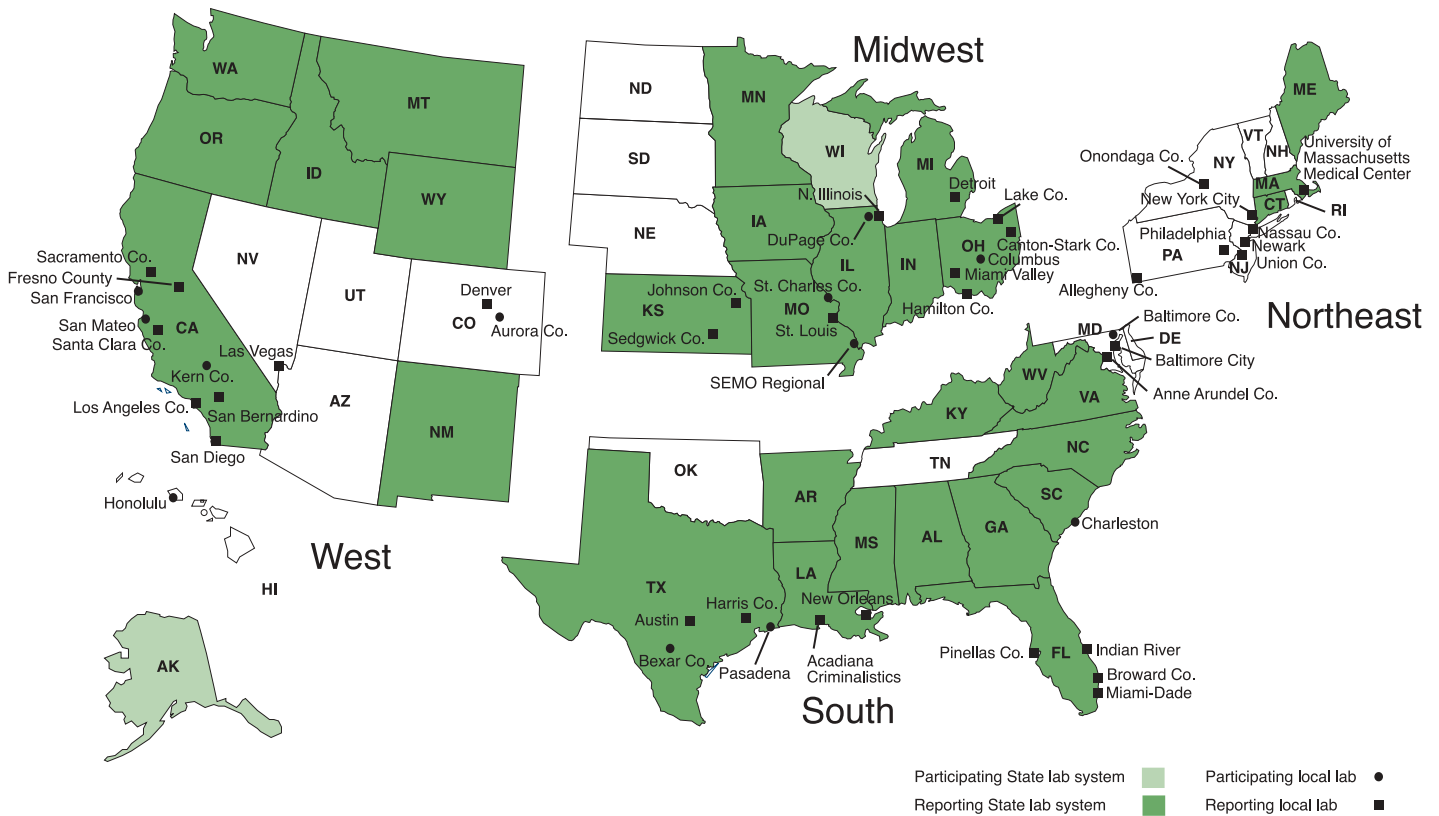 Midwest
WA
MT
OR
ID
WY
NV
UT
CO
CA
AZ
NM
Sacramento Co.
Fresno County
San Francisco
San Mateo
Santa Clara Co.
Kern Co.
Las Vegas
Los Angeles Co.
San Bernardino
San Diego
Denver
Aurora Co.
Honolulu
HI
AK
West
ND
SD
NE
KS
MN
IA
MO
WI
IL
IN
MI
OH
N. Illinois
DuPage Co.
Detroit
Lake Co.
Canton-Stark Co.
Columbus
Miami Valley
Hamilton Co.
Johnson Co.
Sedgwick Co.
St. Charles Co.
St. Louis
SEMO Regional
ME
VT
NH
NY
MA
CT
RI
PA
NJ
Onondaga Co.
University of
Massachusetts
Medical Center
New York City
Nassau Co.
Philadelphia
Newark
Union Co.
Allegheny Co.
Northeast
MD
DE
Baltimore Co.
Baltimore City
Anne Arundel Co.
WV
VA
KY
NC
TN
SC
OK
AR
MS
AL
GA
LA
TX
FL
Charleston
New Orleans
Harris Co.
Austin
Bexar Co.
Pasadena
Acadiana
Criminalistics
Pinellas Co.
Indian River
Broward Co.
Miami-Dade
South
Participating State lab system
Participating local lab
Reporting State lab system
Reporting local lab